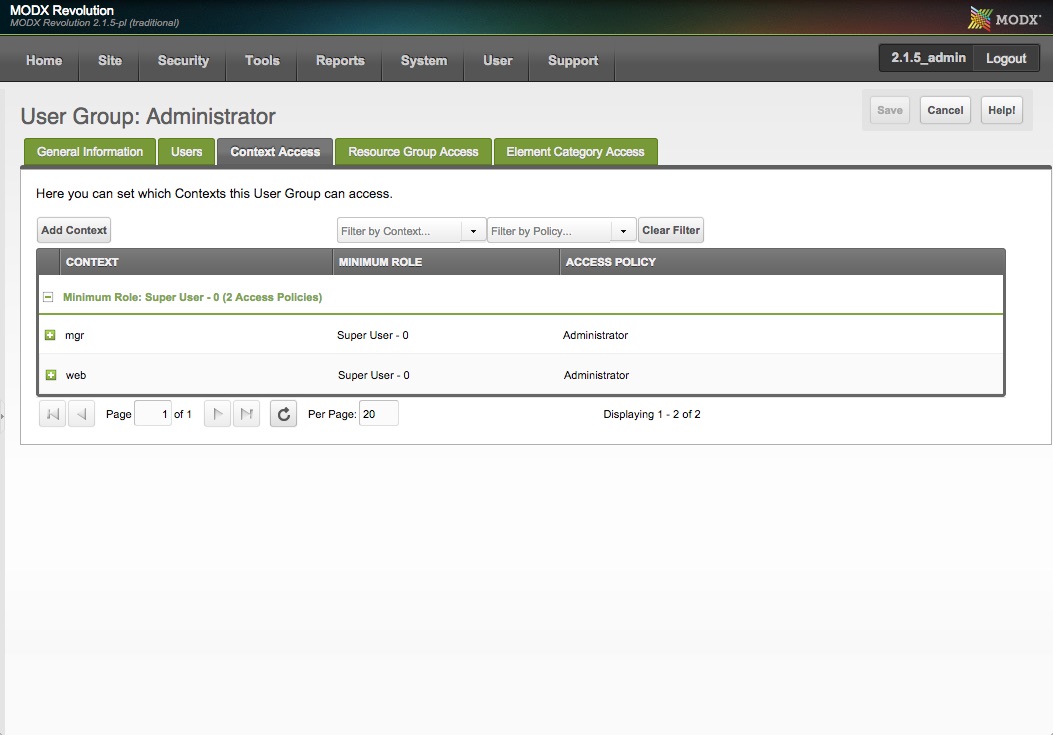 MODX Revolution
MODX Revolution 2.1.5-pl (traditional)
MODX
Home Site Security Tools Reports System User Support
2.1.5_admin Logout
User Group: Administrator
Save Cancel Help!
General Information Users Context Access Resource Group Access Element Category Access
Here you can set which Contexts this User Group can access.
Add Context Filter by Context... Filter by Policy... Clear Filter
CONTEXT MINIMUM ROLE ACCESS POLICY
Minimum Role: Super User - 0 (2 Access Policies)
mgr Super User - 0 Administrator
web Super User - 0 Administrator
Page 1 of 1 Per Page: 20 Displaying 1 - 2 of 2